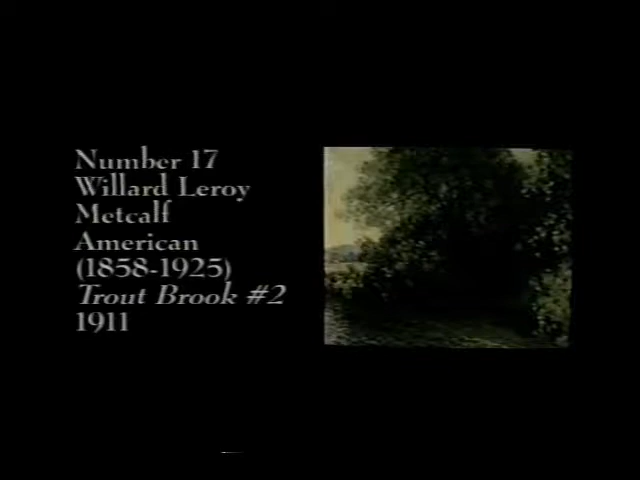 Number 17
Willard Leroy
Metcalf
American
(1858-1925)
Trout Brook #2
1911